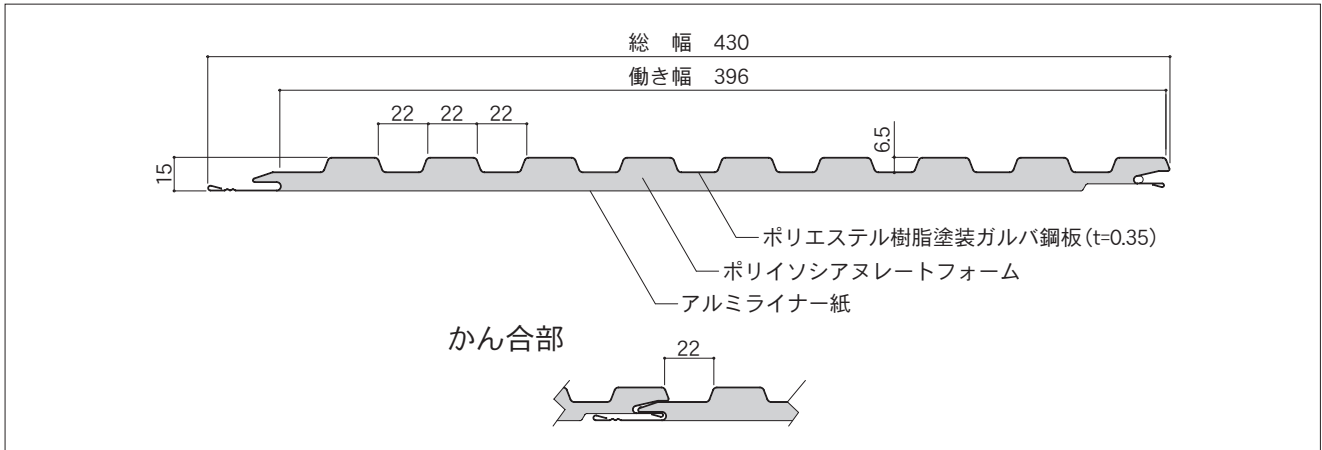 総　幅　430
働き幅　396
22 22 22
15
6.5
ポリエステル樹脂塗装ガルバ鋼板(t=0.35)
ポリイソシアヌレートフォーム
アルミライナー紙
かん合部
22